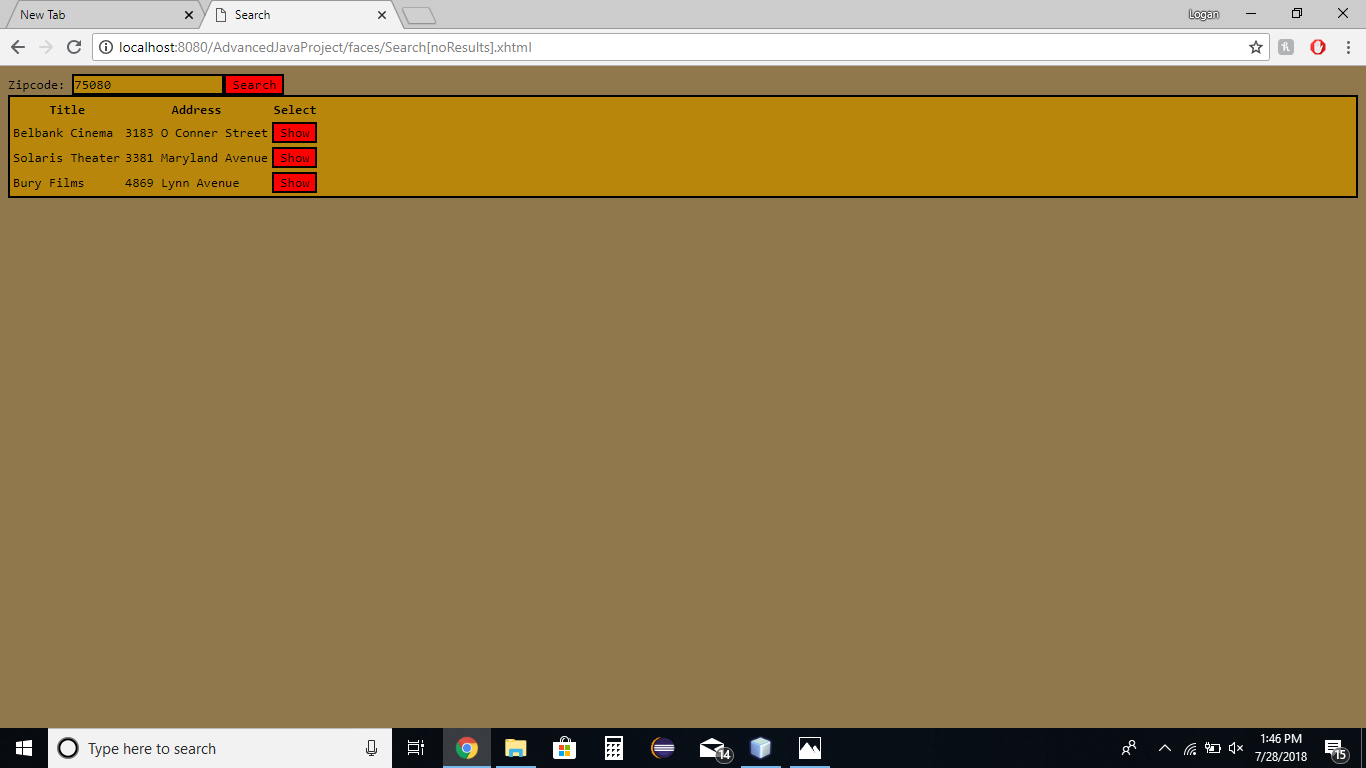 New Tab
Search
Logan
localhost:8080/AdvancedJavaProject/faces/Search[noResults].xhtml
Zipcode: 75080 Search
Title Address Select
Belbank Cinema 3183 O Conner Street Show
Solaris Theater 3381 Maryland Avenue Show
Bury Films 4869 Lynn Avenue Show
Type here to search
14
1:46 PM
7/28/2018
15